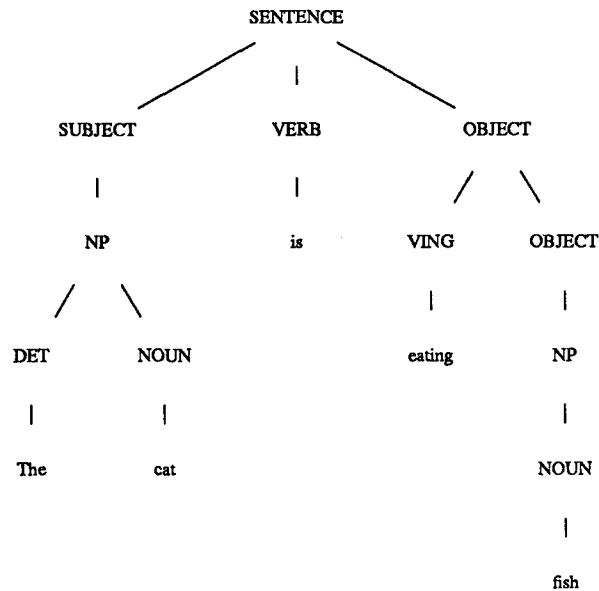 SENTENCE
SUBJECT VERB OBJECT
NP is VING OBJECT
DET NOUN eating NP
The cat NOUN
fish